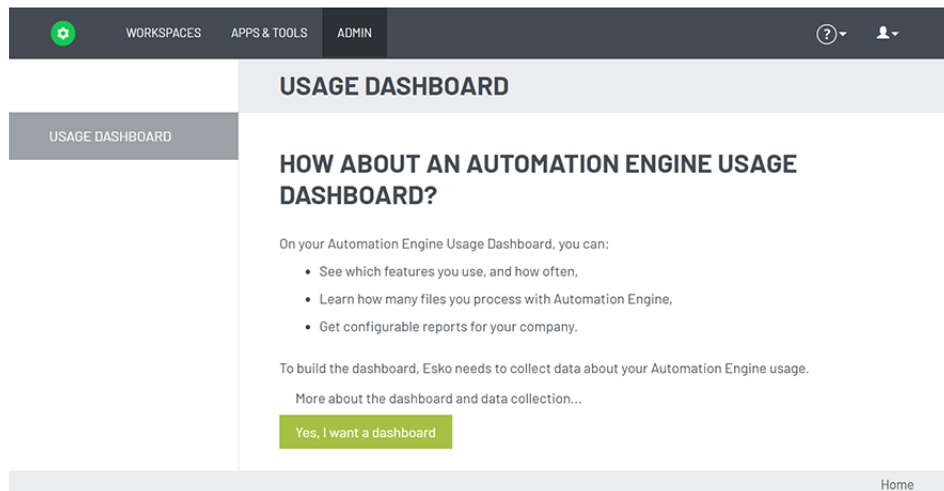 WORKSPACES APPS & TOOLS ADMIN ?
USAGE DASHBOARD
USAGE DASHBOARD
HOW ABOUT AN AUTOMATION ENGINE USAGE
DASHBOARD?
On your Automation Engine Usage Dashboard, you can:
• See which features you use, and how often,
• Learn how many files you process with Automation Engine,
• Get configurable reports for your company.
To build the dashboard, Esko needs to collect data about your Automation Engine usage.
More about the dashboard and data collection...
Yes, I want a dashboard
Home